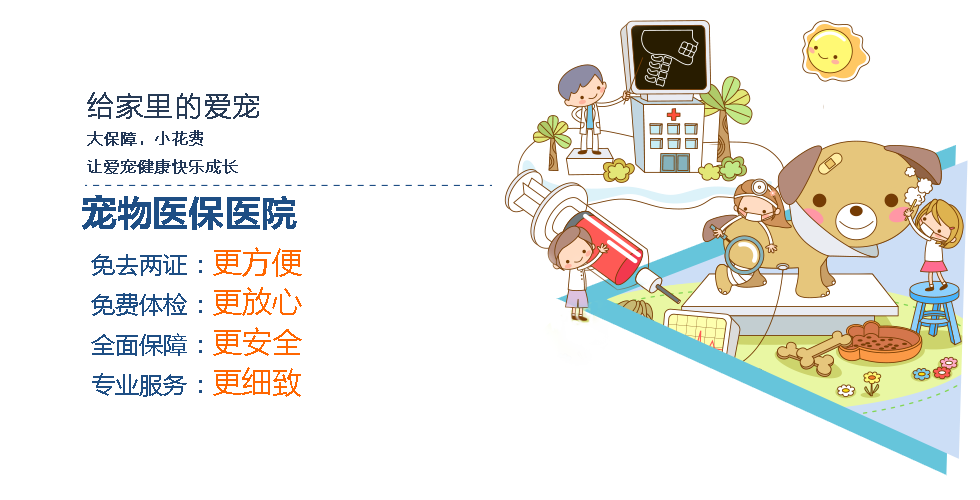 给家里的爱宠
大保障，小花费
让爱宠健康快乐成长
宠物医保医院
免去两证：更方便
免费体检：更放心
全面保障：更安全
专业服务：更细致